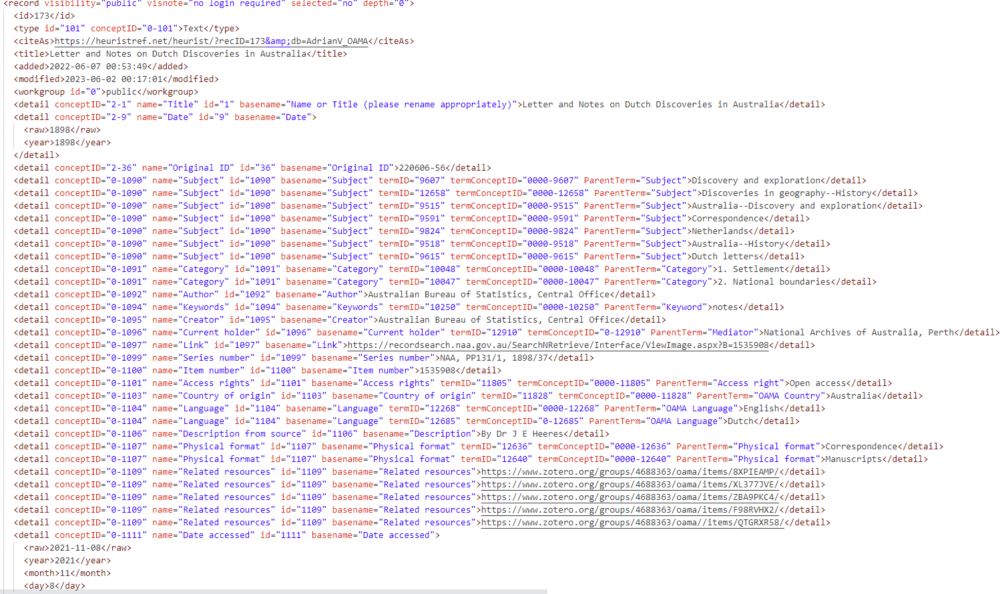 <record visibility="public" visnote="no login required" selected="no" depth="0">
<id>173</id>
<type id="101" conceptID="0-101">Text</type>
<citeAs>https://heuristref.net/heurist/?recID=173&amp;db=AdrianV_OAMA</citeAs>
<title>Letter and Notes on Dutch Discoveries in Australia</title>
<added>2022-06-07 00:53:49</added>
<modified>2023-06-02 00:17:01</modified>
<workgroup id="0">public</workgroup>
<detail conceptID="2-1" name="Title" id="1" basename="Name or Title (please rename appropriately)">Letter and Notes on Dutch Discoveries in Australia</detail>
<detail conceptID="2-9" name="Date" id="9" basename="Date">
<raw>1898</raw>
<year>1898</year>
</detail>
<detail conceptID="2-36" name="Original ID" id="36" basename="Original ID">220606-56</detail>
<detail conceptID="0-1090" name="Subject" id="1090" basename="Subject" termID="9607" termConceptID="0000-9607" ParentTerm="Subject">Discovery and exploration</detail>
<detail conceptID="0-1090" name="Subject" id="1090" basename="Subject" termID="12658" termConceptID="0000-12658" ParentTerm="Subject">Discoveries in geography--History</detail>
<detail conceptID="0-1090" name="Subject" id="1090" basename="Subject" termID="9515" termConceptID="0000-9515" ParentTerm="Subject">Australia--Discovery and exploration</detail>
<detail conceptID="0-1090" name="Subject" id="1090" basename="Subject" termID="9591" termConceptID="0000-9591" ParentTerm="Subject">Correspondence</detail>
<detail conceptID="0-1090" name="Subject" id="1090" basename="Subject" termID="9824" termConceptID="0000-9824" ParentTerm="Subject">Netherlands</detail>
<detail conceptID="0-1090" name="Subject" id="1090" basename="Subject" termID="9518" termConceptID="0000-9518" ParentTerm="Subject">Australia--History</detail>
<detail conceptID="0-1090" name="Subject" id="1090" basename="Subject" termID="9615" termConceptID="0000-9615" ParentTerm="Subject">Dutch letters</detail>
<detail conceptID="0-1091" name="Category" id="1091" basename="Category" termID="10048" termConceptID="0000-10048" ParentTerm="Category">1. Settlement</detail>
<detail conceptID="0-1091" name="Category" id="1091" basename="Category" termID="10047" termConceptID="0000-10047" ParentTerm="Category">2. National boundaries</detail>
<detail conceptID="0-1092" name="Author" id="1092" basename="Author">Australian Bureau of Statistics, Central Office</detail>
<detail conceptID="0-1094" name="Keywords" id="1094" basename="Keywords" termID="10250" termConceptID="0000-10250" ParentTerm="Keyword">notes</detail>
<detail conceptID="0-1095" name="Creator" id="1095" basename="Creator">Australian Bureau of Statistics, Central Office</detail>
<detail conceptID="0-1096" name="Current holder" id="1096" basename="Current holder" termID="12910" termConceptID="0-12910" ParentTerm="Mediator">National Archives of Australia, Perth</detail>
<detail conceptID="0-1097" name="Link" id="1097" basename="Link">https://recordsearch.naa.gov.au/SearchNRetrieve/Interface/ViewImage.aspx?B=1535908</detail>
<detail conceptID="0-1099" name="Series number" id="1099" basename="Series number">NAA, PP131/1, 1898/37</detail>
<detail conceptID="0-1100" name="Item number" id="1100" basename="Item number">1535908</detail>
<detail conceptID="0-1101" name="Access rights" id="1101" basename="Access rights" termID="11805" termConceptID="0000-11805" ParentTerm="Access right">Open access</detail>
<detail conceptID="0-1103" name="Country of origin" id="1103" basename="Country of origin" termID="11828" termConceptID="0000-11828" ParentTerm="OAMA Country">Australia</detail>
<detail conceptID="0-1104" name="Language" id="1104" basename="Language" termID="12268" termConceptID="0000-12268" ParentTerm="OAMA Language">English</detail>
<detail conceptID="0-1104" name="Language" id="1104" basename="Language" termID="12685" termConceptID="0-12685" ParentTerm="OAMA Language">Dutch</detail>
<detail conceptID="0-1106" name="Description from source" id="1106" basename="Description">By Dr J E Heeres</detail>
<detail conceptID="0-1107" name="Physical format" id="1107" basename="Physical format" termID="12636" termConceptID="0000-12636" ParentTerm="Physical format">Correspondence</detail>
<detail conceptID="0-1107" name="Physical format" id="1107" basename="Physical format" termID="12640" termConceptID="0000-12640" ParentTerm="Physical format">Manuscripts</detail>
<detail conceptID="0-1109" name="Related resources" id="1109" basename="Related resources">https://www.zotero.org/groups/4688363/oama/items/8XPIEAMP/</detail>
<detail conceptID="0-1109" name="Related resources" id="1109" basename="Related resources">https://www.zotero.org/groups/4688363/oama/items/XL377JVE/</detail>
<detail conceptID="0-1109" name="Related resources" id="1109" basename="Related resources">https://www.zotero.org/groups/4688363/oama/items/ZBA9PKC4/</detail>
<detail conceptID="0-1109" name="Related resources" id="1109" basename="Related resources">https://www.zotero.org/groups/4688363/oama/items/F98RVHX2/</detail>
<detail conceptID="0-1109" name="Related resources" id="1109" basename="Related resources">https://www.zotero.org/groups/4688363/oama//items/QTGRXR58/</detail>
<detail conceptID="0-1111" name="Date accessed" id="1111" basename="Date accessed">
<raw>2021-11-08</raw>
<year>2021</year>
<month>11</month>
<day>8</day>